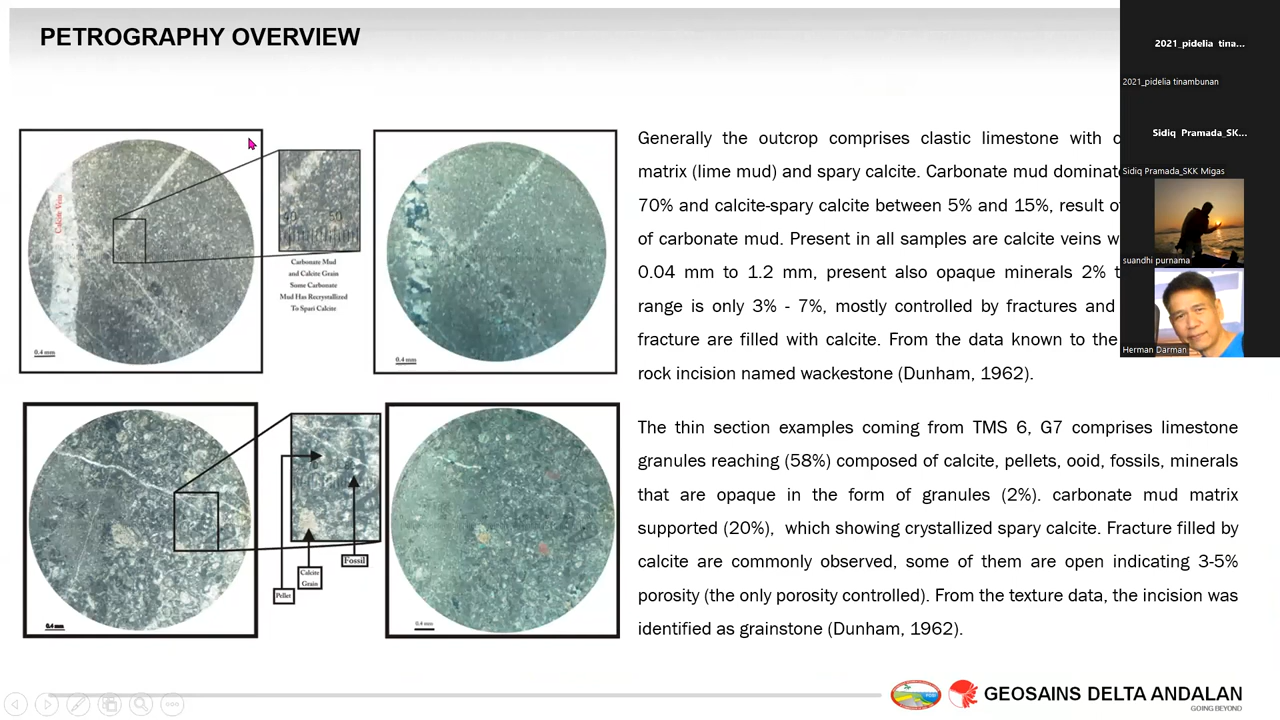 PETROGRAPHY OVERVIEW
2021_pidelia tina...
2021_pidelia tinambunan
Sidiq Pramada_SK...
Sidiq Pramada_SKK Migas
suandhi purnama
Herman Darman
Calcite Vein
0.4 mm
40 50
Carbonate Mud
and Calcite Grain
Some Carbonate
Mud Has Recrystallized
To Spari Calcite
0.4 mm
0.4 mm
Pellet
Calcite
Grain
Fossil
0.4 mm
Generally the outcrop comprises clastic limestone with
matrix (lime mud) and spary calcite. Carbonate mud dominat
70% and calcite-spary calcite between 5% and 15%, result
of carbonate mud. Present in all samples are calcite veins
0.04 mm to 1.2 mm, present also opaque minerals 2%
range is only 3% - 7%, mostly controlled by fractures and
fracture are filled with calcite. From the data known to the
rock incision named wackestone (Dunham, 1962).
The thin section examples coming from TMS 6, G7 comprises limestone
granules reaching (58%) composed of calcite, pellets, ooid, fossils, minerals
that are opaque in the form of granules (2%). carbonate mud matrix
supported (20%), which showing crystallized spary calcite. Fracture filled by
calcite are commonly observed, some of them are open indicating 3-5%
porosity (the only porosity controlled). From the texture data, the incision was
identified as grainstone (Dunham, 1962).
GEOSAINS DELTA ANDALAN
GOING BEYOND